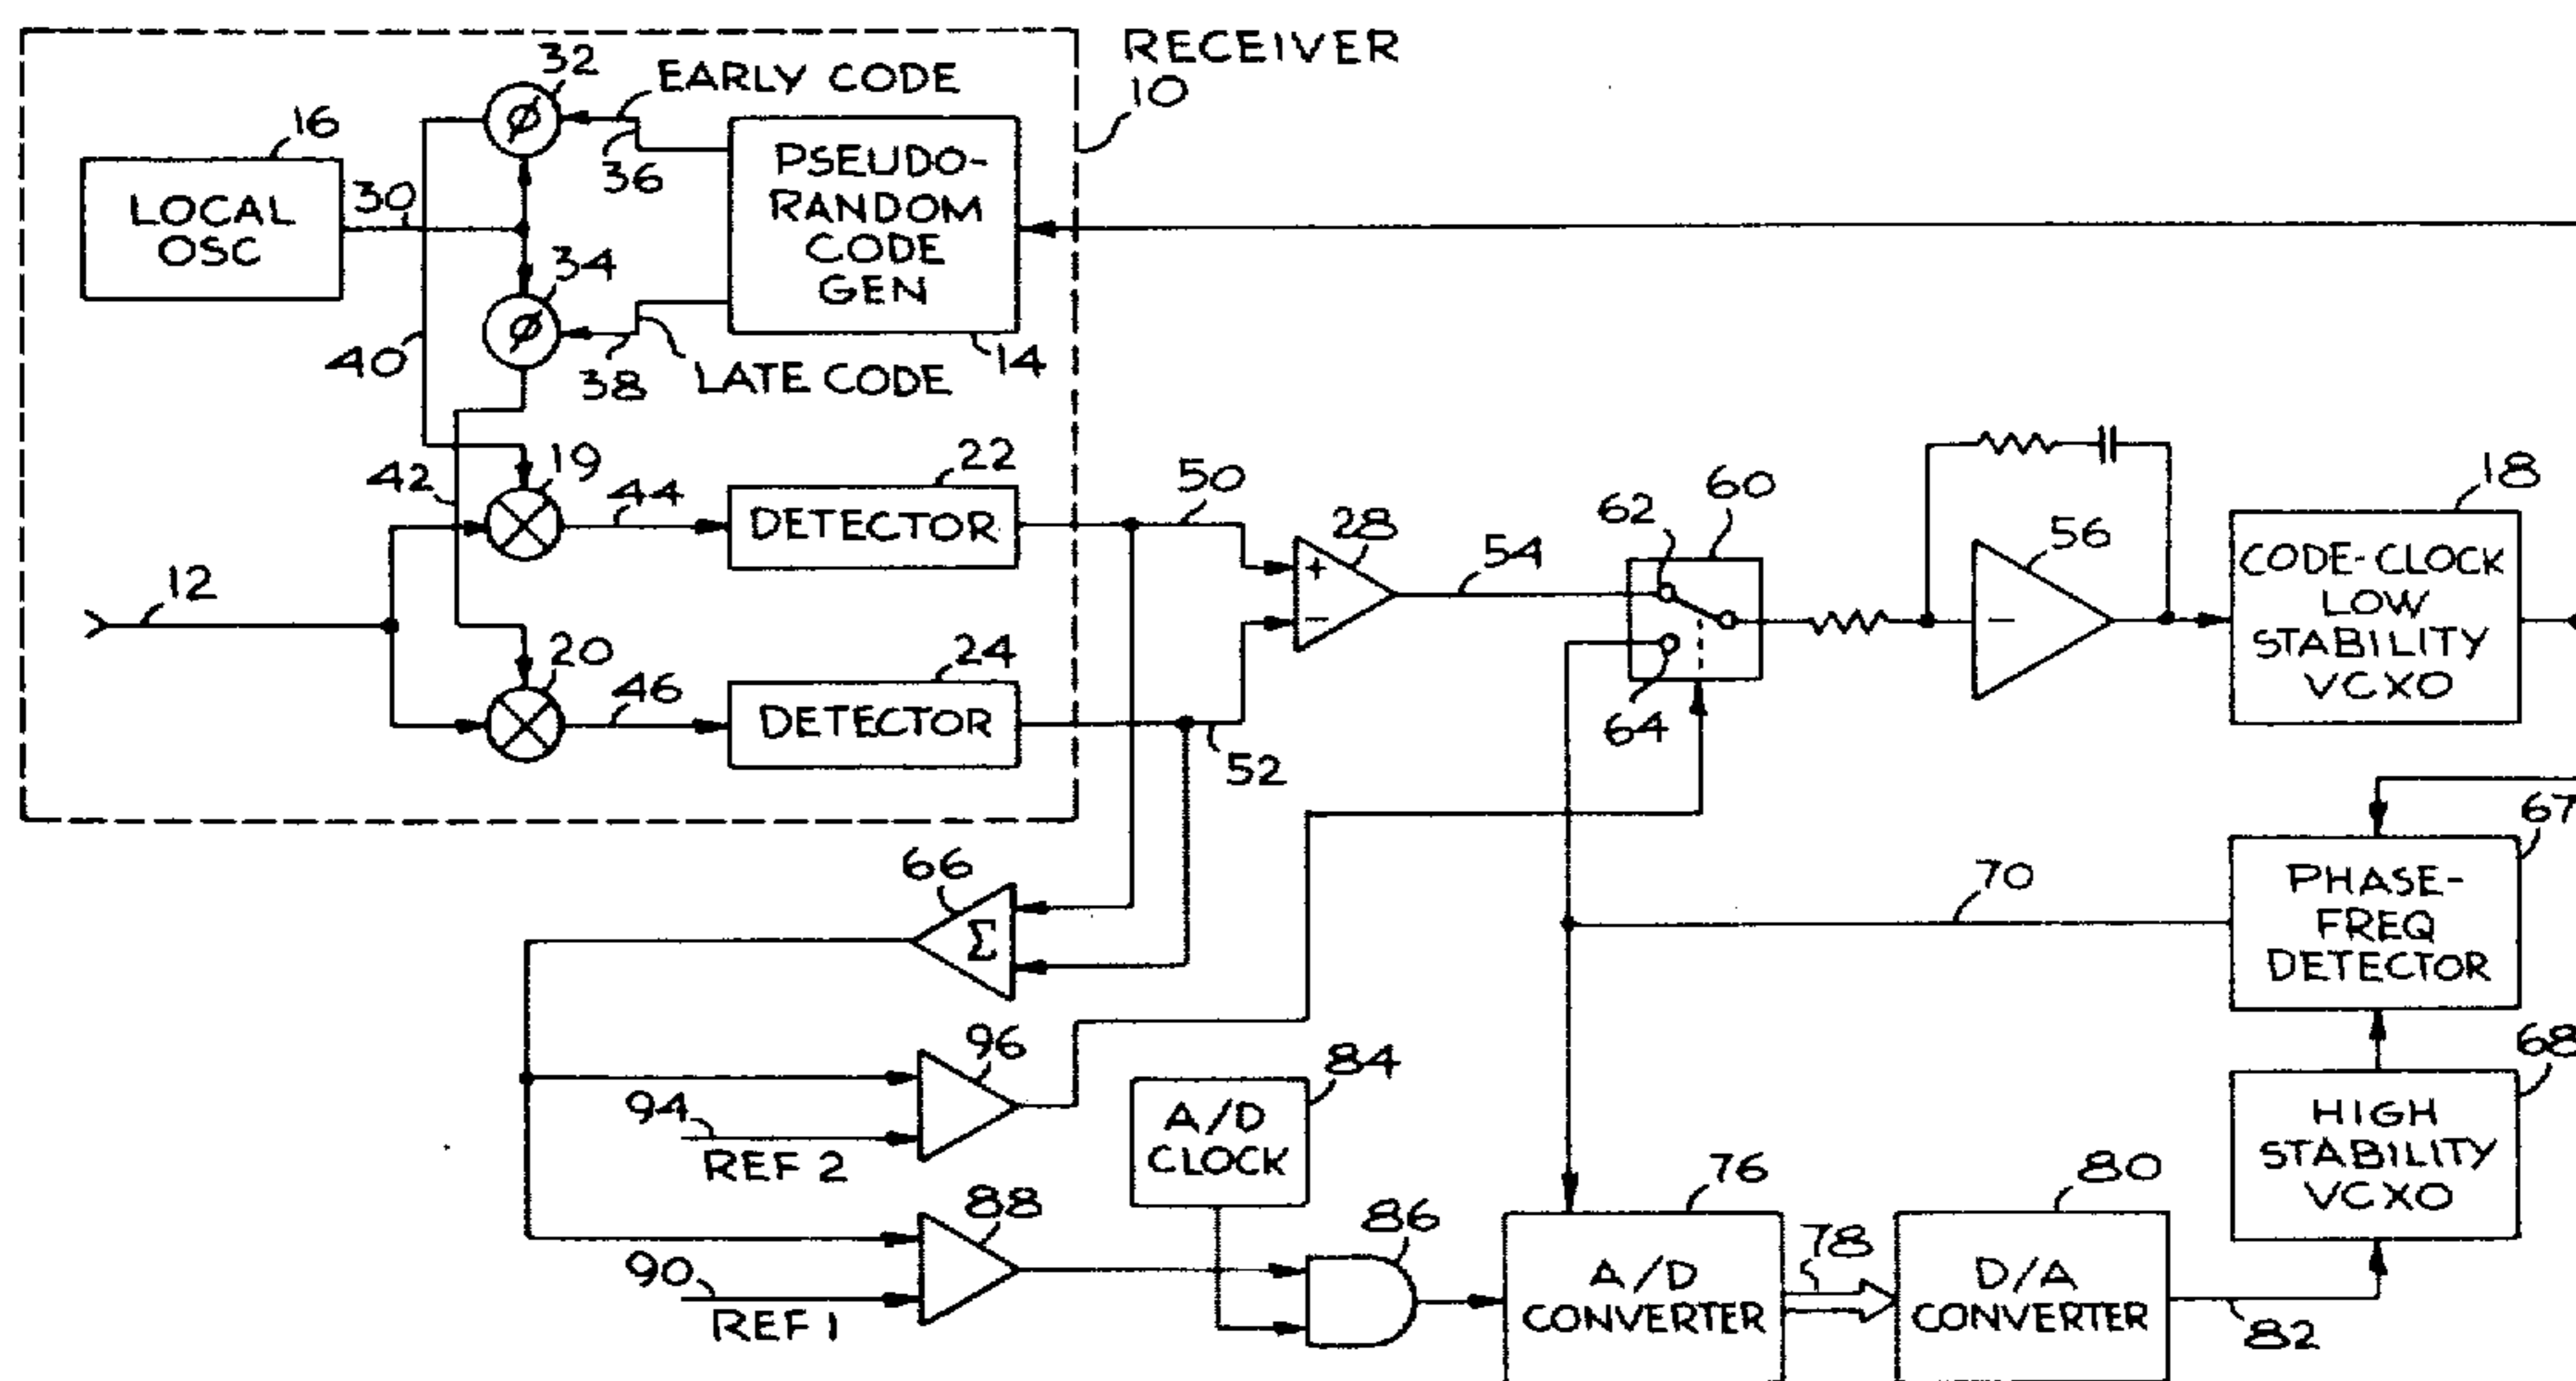 RECEIVER
10
32
EARLY CODE
16
36
PSEUDO-
RANDOM
CODE
GEN
LOCAL
OSC
30
34
14
40
38
LATE CODE
42
19
44
22
DETECTOR
50
28
+
−
54
62
60
64
56
−
18
CODE-CLOCK
LOW
STABILITY
VCXO
12
20
46
24
DETECTOR
52
66
Σ
67
PHASE-
FREQ
DETECTOR
70
68
HIGH
STABILITY
VCXO
96
94
REF 2
84
A/D
CLOCK
88
90
REF 1
86
76
A/D
CONVERTER
78
80
D/A
CONVERTER
82
ϕ
ϕ